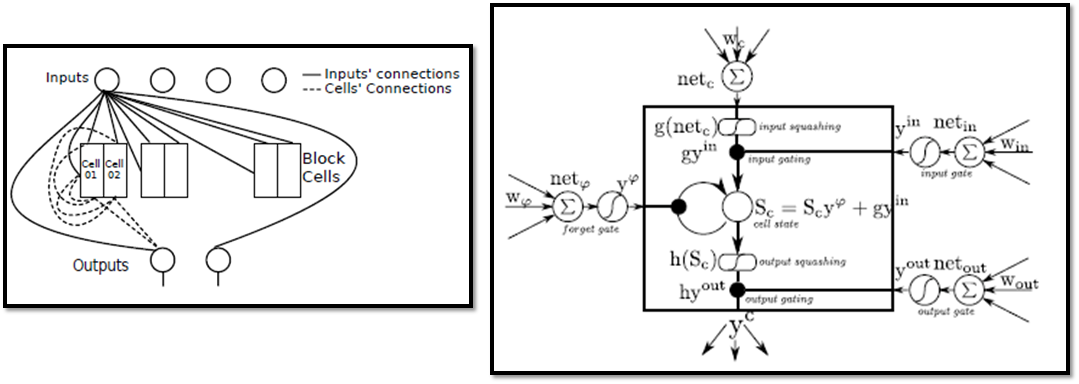 Inputs
Inputs' connections
Cells' Connections
Cell 01
Cell 02
Block Cells
Outputs
w_c
net_c
Σ
g(net_c)
input squashing
gy^in
input gating
y^in net_in
w_in
Σ
input gate
net_φ
y^φ
w_φ
Σ
forget gate
S_c = S_c y^φ + gy^in
cell state
h(S_c)
output squashing
hy^out
output gating
y^out net_out
w_out
Σ
output gate
y^c